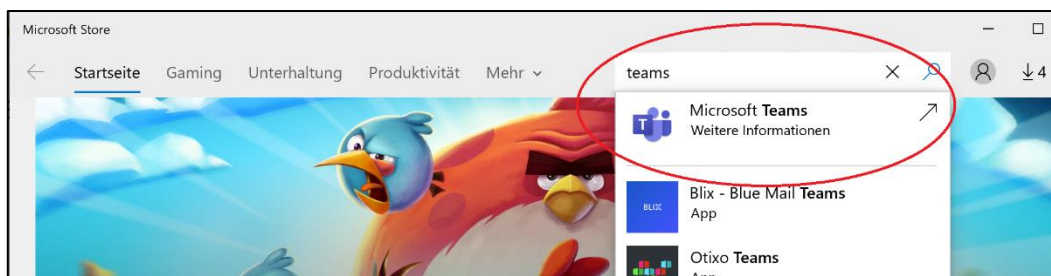 Microsoft Store
Startseite Gaming Unterhaltung Produktivität Mehr teams 4
Microsoft Teams
Weitere Informationen
BLIX
Blix - Blue Mail Teams
App
Otixo Teams
App